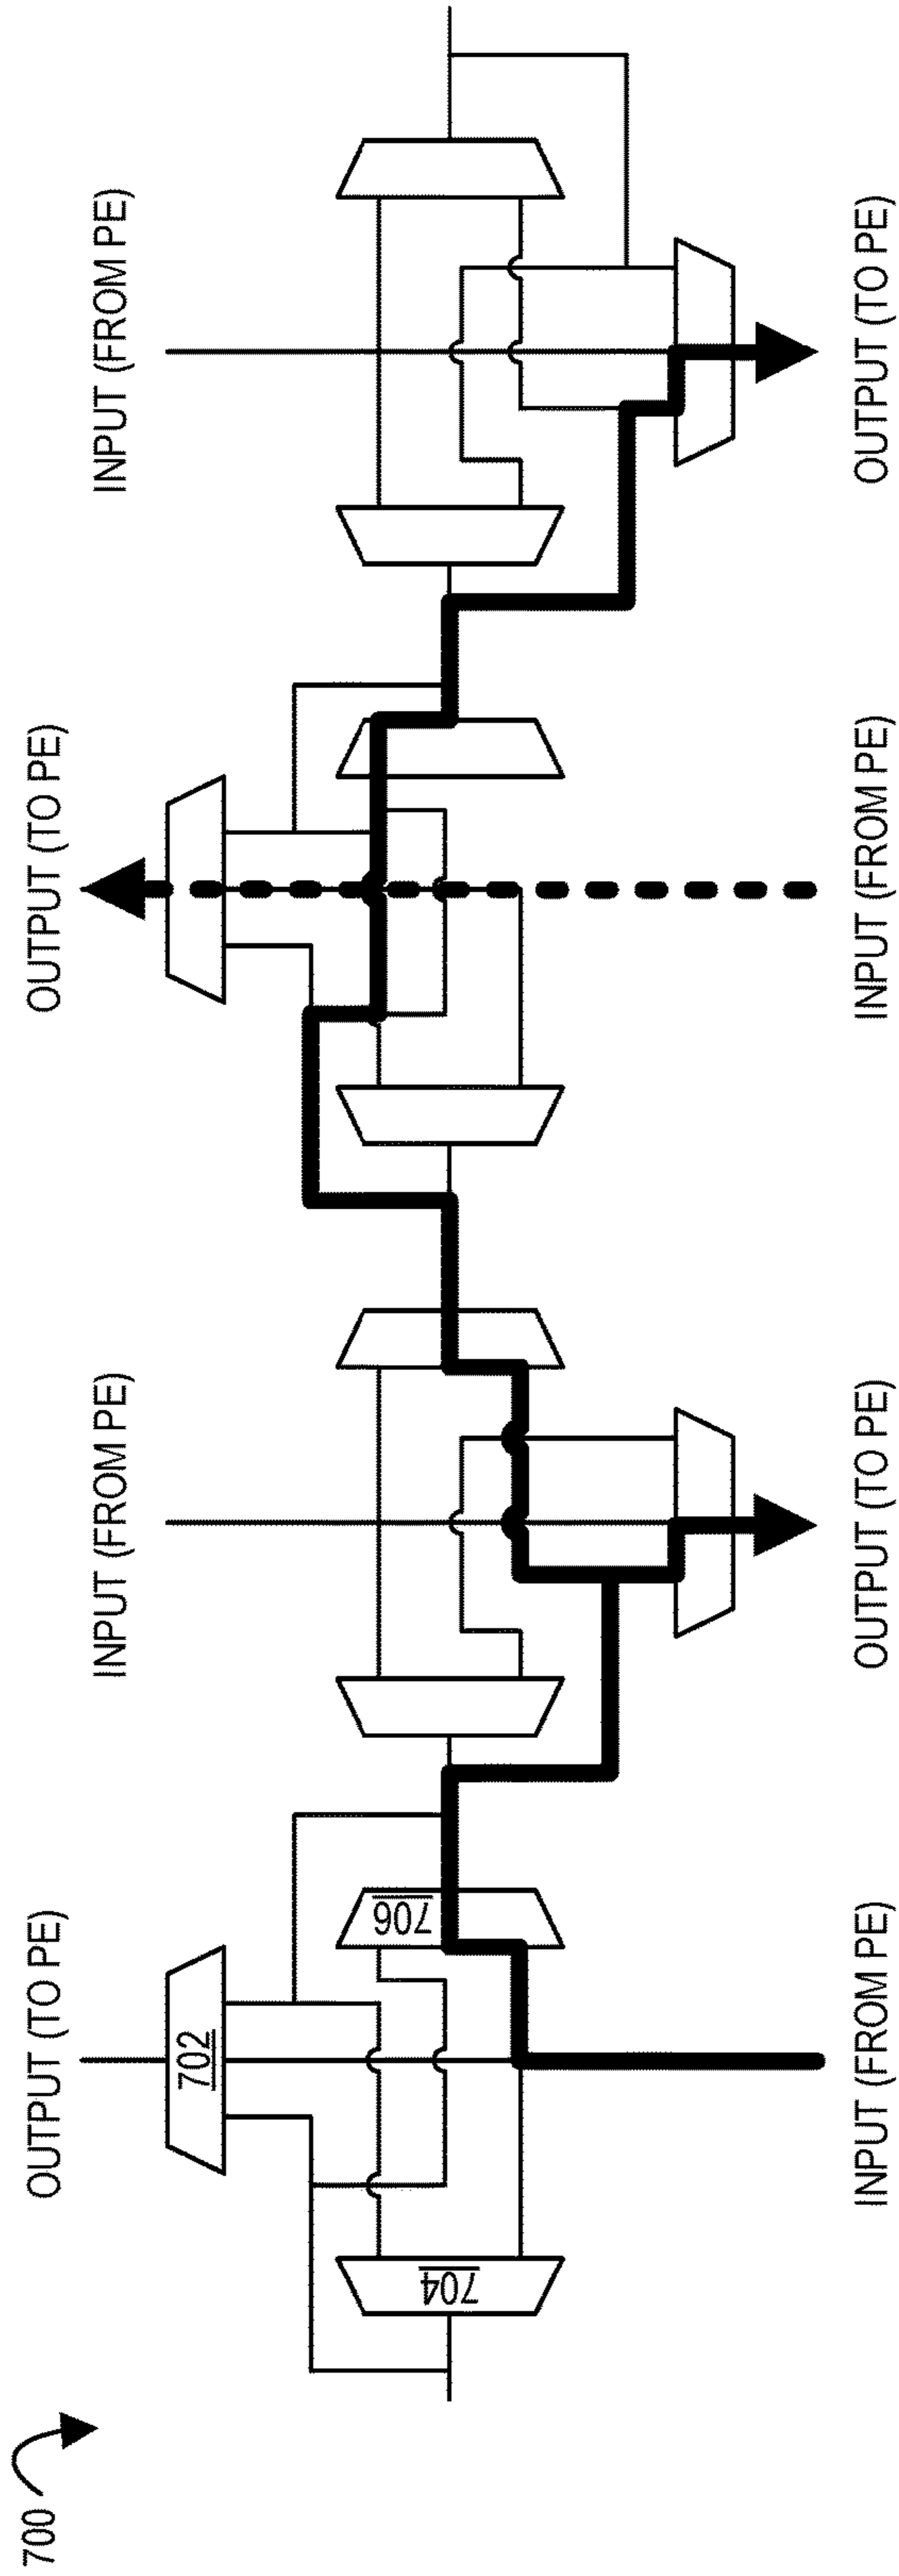 700
OUTPUT (TO PE)
INPUT (FROM PE)
OUTPUT (TO PE)
INPUT (FROM PE)
702
704
706
INPUT (FROM PE)
OUTPUT (TO PE)
INPUT (FROM PE)
OUTPUT (TO PE)